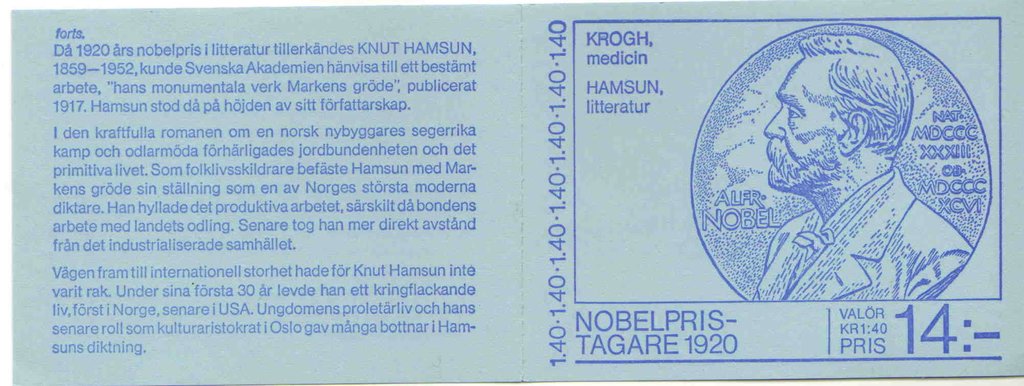 forts.
Då 1920 års nobelpris i litteratur tillerkändes KNUT HAMSUN,
1859—1952, kunde Svenska Akademien hänvisa till ett bestämt
arbete, "hans monumentala verk Markens gröde", publicerat
1917. Hamsun stod då på höjden av sitt författarskap.
I den kraftfulla romanen om en norsk nybyggares segerrika
kamp och odlarmöda förhärligades jordbundenheten och det
primitiva livet. Som folklivsskildrare befäste Hamsun med Mar-
kens gröde sin ställning som en av Norges största moderna
diktare. Han hyllade det produktiva arbetet, särskilt då bondens
arbete med landets odling. Senare tog han mer direkt avstånd
från det industrialiserade samhället.
Vägen fram till internationell storhet hade för Knut Hamsun inte
varit rak. Under sina första 30 år levde han ett kringflackande
liv, först i Norge, senare i USA. Ungdomens proletärliv och hans
senare roll som kulturaristokrat i Oslo gav många bottnar i Ham-
suns diktning.
1.40·1.40·1.40·1.40·1.40·1.40·1.40·1.40
KROGH,
medicin
HAMSUN,
litteratur
ALFR·
NOBEL
NAT·
MDCCC
XXXIII
OB·
MDCCC
XCVI
NOBELPRIS-
TAGARE 1920
VALÖR
KR1:40
PRIS
14:-